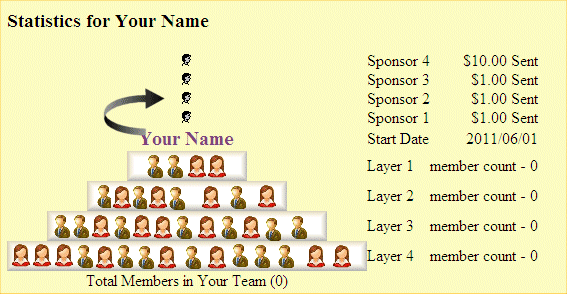 Statistics for Your Name
Sponsor 4 $10.00 Sent
Sponsor 3 $1.00 Sent
Sponsor 2 $1.00 Sent
Sponsor 1 $1.00 Sent
Your Name Start Date 2011/06/01
Layer 1 member count - 0
Layer 2 member count - 0
Layer 3 member count - 0
Layer 4 member count - 0
Total Members in Your Team (0)